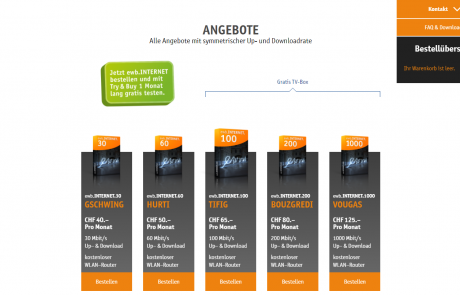 Kontakt
FAQ & Downloa
Bestellübers
Ihr Warenkorb ist leer.
ANGEBOTE
Alle Angebote mit symmetrischer Up- und Downloadrate
Jetzt ewb.INTERNET
bestellen und mit
Try & Buy 1 Monat
lang gratis testen.
Gratis TV-Box
30
60
100
200
1000
ewb.INTERNET.30
GSCHWING
CHF 40.–
Pro Monat
30 Mbit/s
Up- & Download
kostenloser
WLAN-Router
Bestellen
ewb.INTERNET.60
HURTI
CHF 50.–
Pro Monat
60 Mbit/s
Up- & Download
kostenloser
WLAN-Router
Bestellen
ewb.INTERNET.100
TIFIG
CHF 65.–
Pro Monat
100 Mbit/s
Up- & Download
kostenloser
WLAN-Router
Bestellen
ewb.INTERNET.200
BOUZGREDI
CHF 80.–
Pro Monat
200 Mbit/s
Up- & Download
kostenloser
WLAN-Router
Bestellen
ewb.INTERNET.1000
VOUGAS
CHF 125.–
Pro Monat
1000 Mbit/s
Up- & Download
kostenloser
WLAN-Router
Bestellen